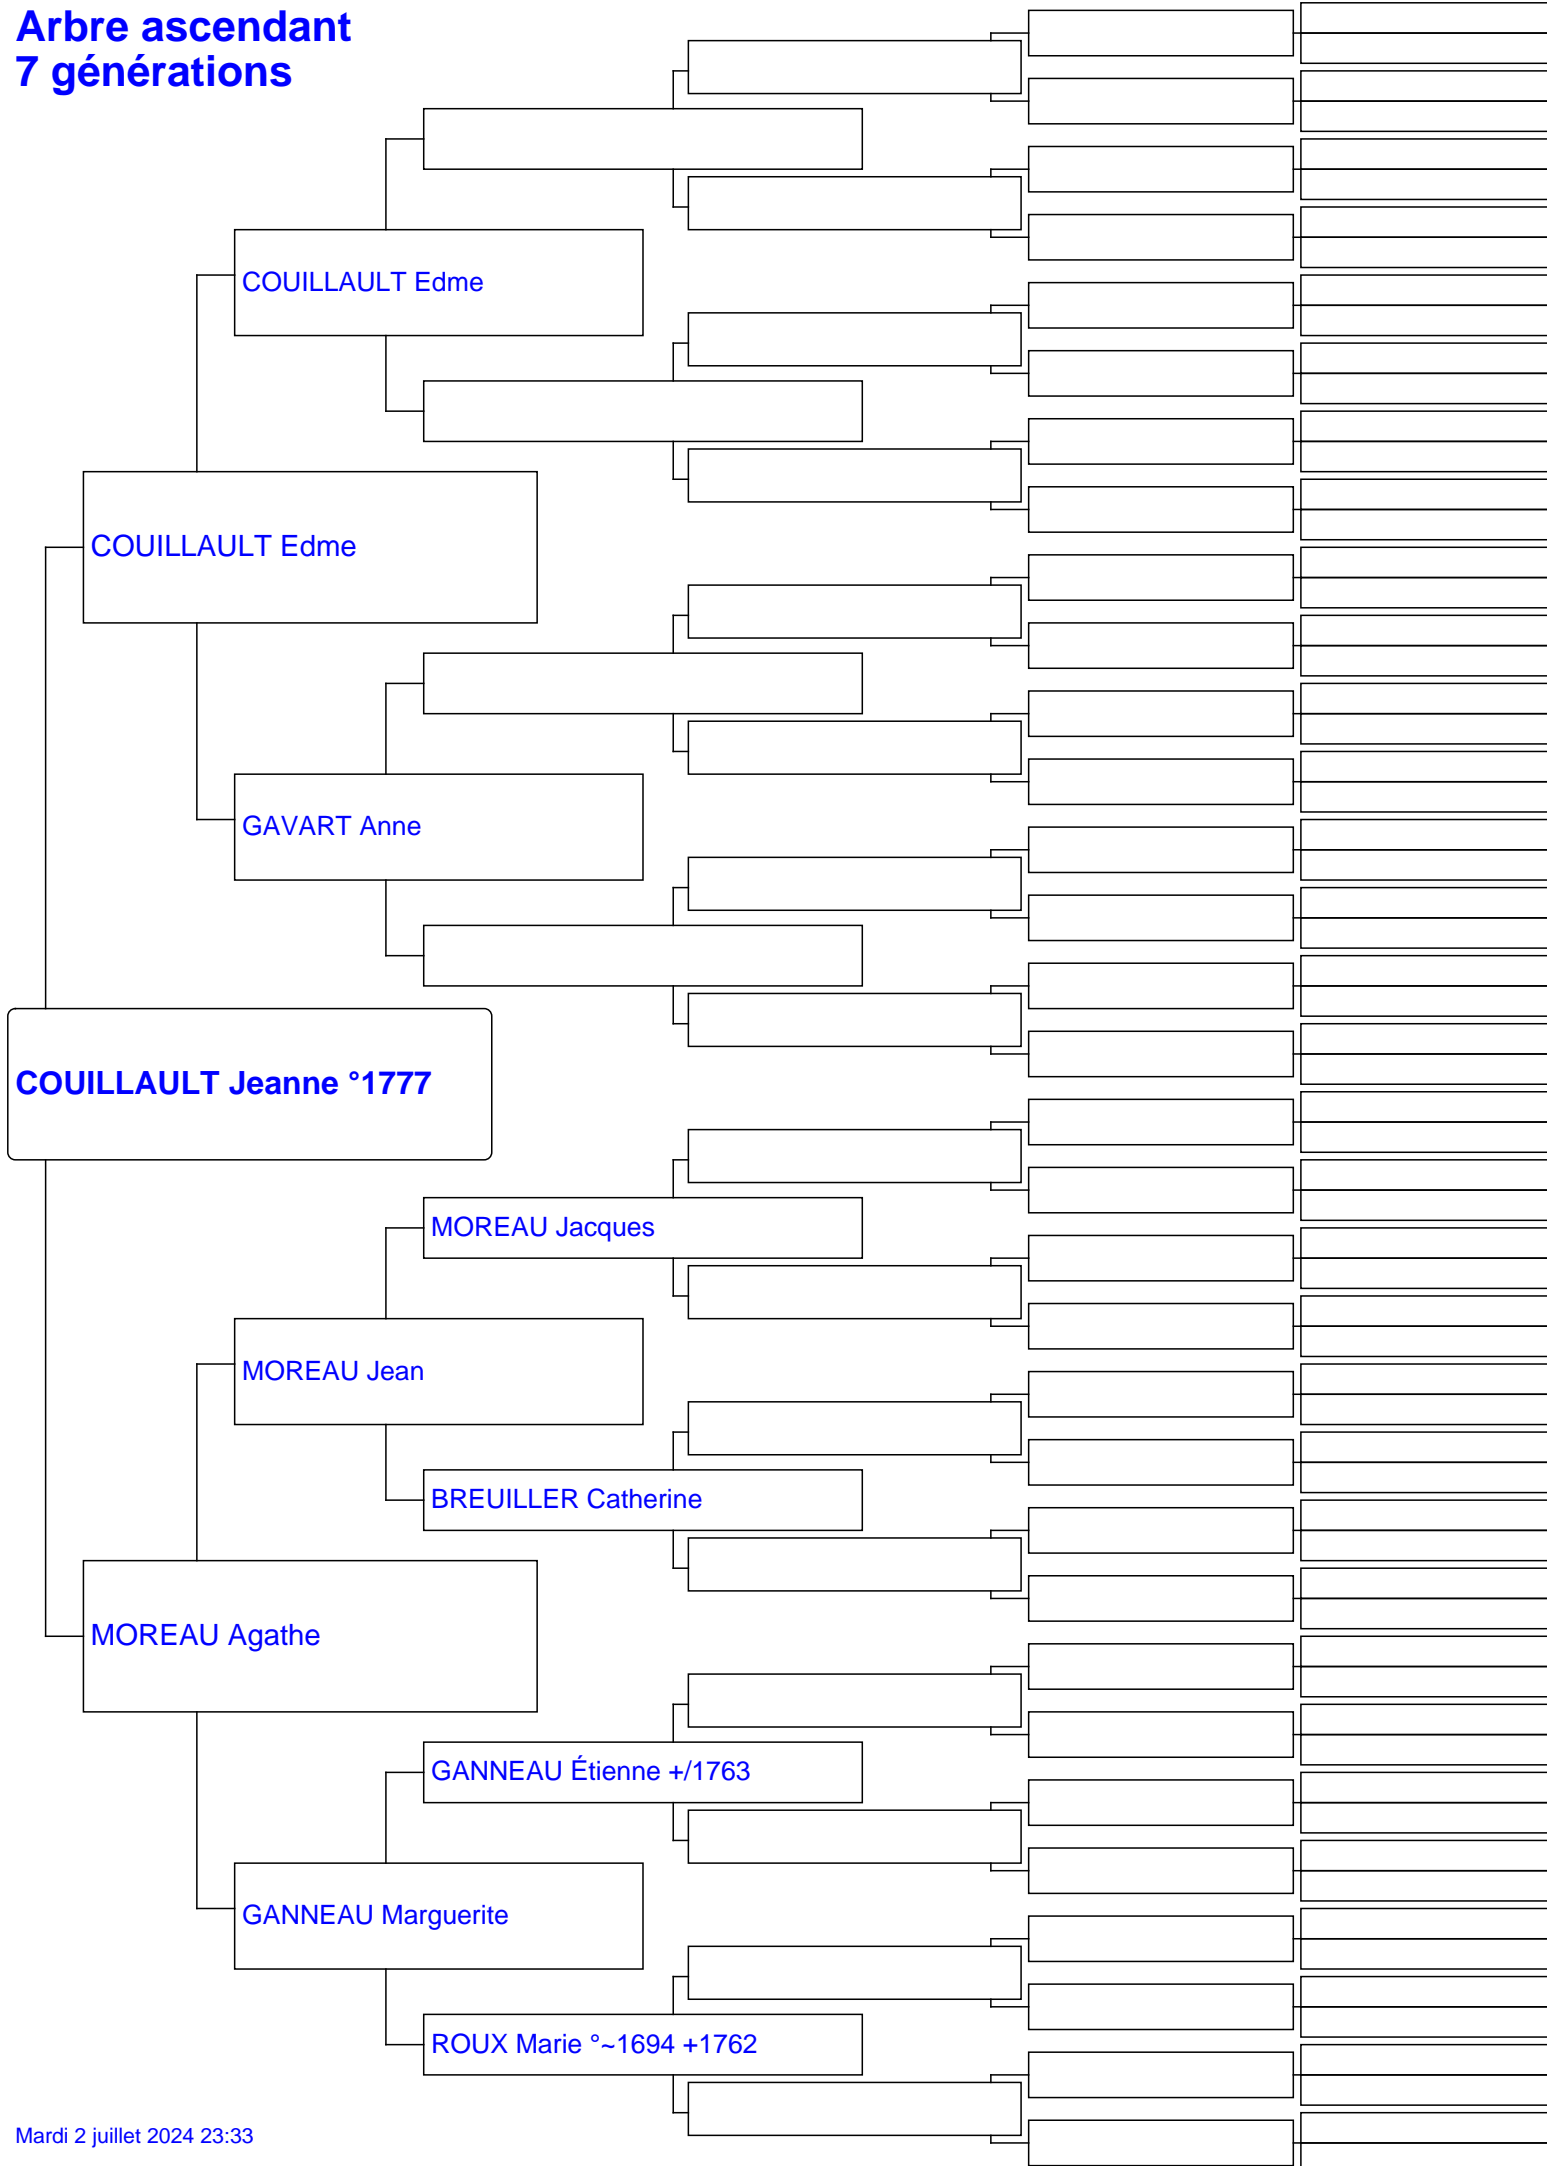 Arbre ascendant
7 générations
COUILLAULT Edme
COUILLAULT Edme
GAVART Anne
COUILLAULT Jeanne °1777
MOREAU Jacques
MOREAU Jean
BREUILLER Catherine
MOREAU Agathe
GANNEAU Étienne +/1763
GANNEAU Marguerite
ROUX Marie °~1694 +1762
Mardi 2 juillet 2024 23:33